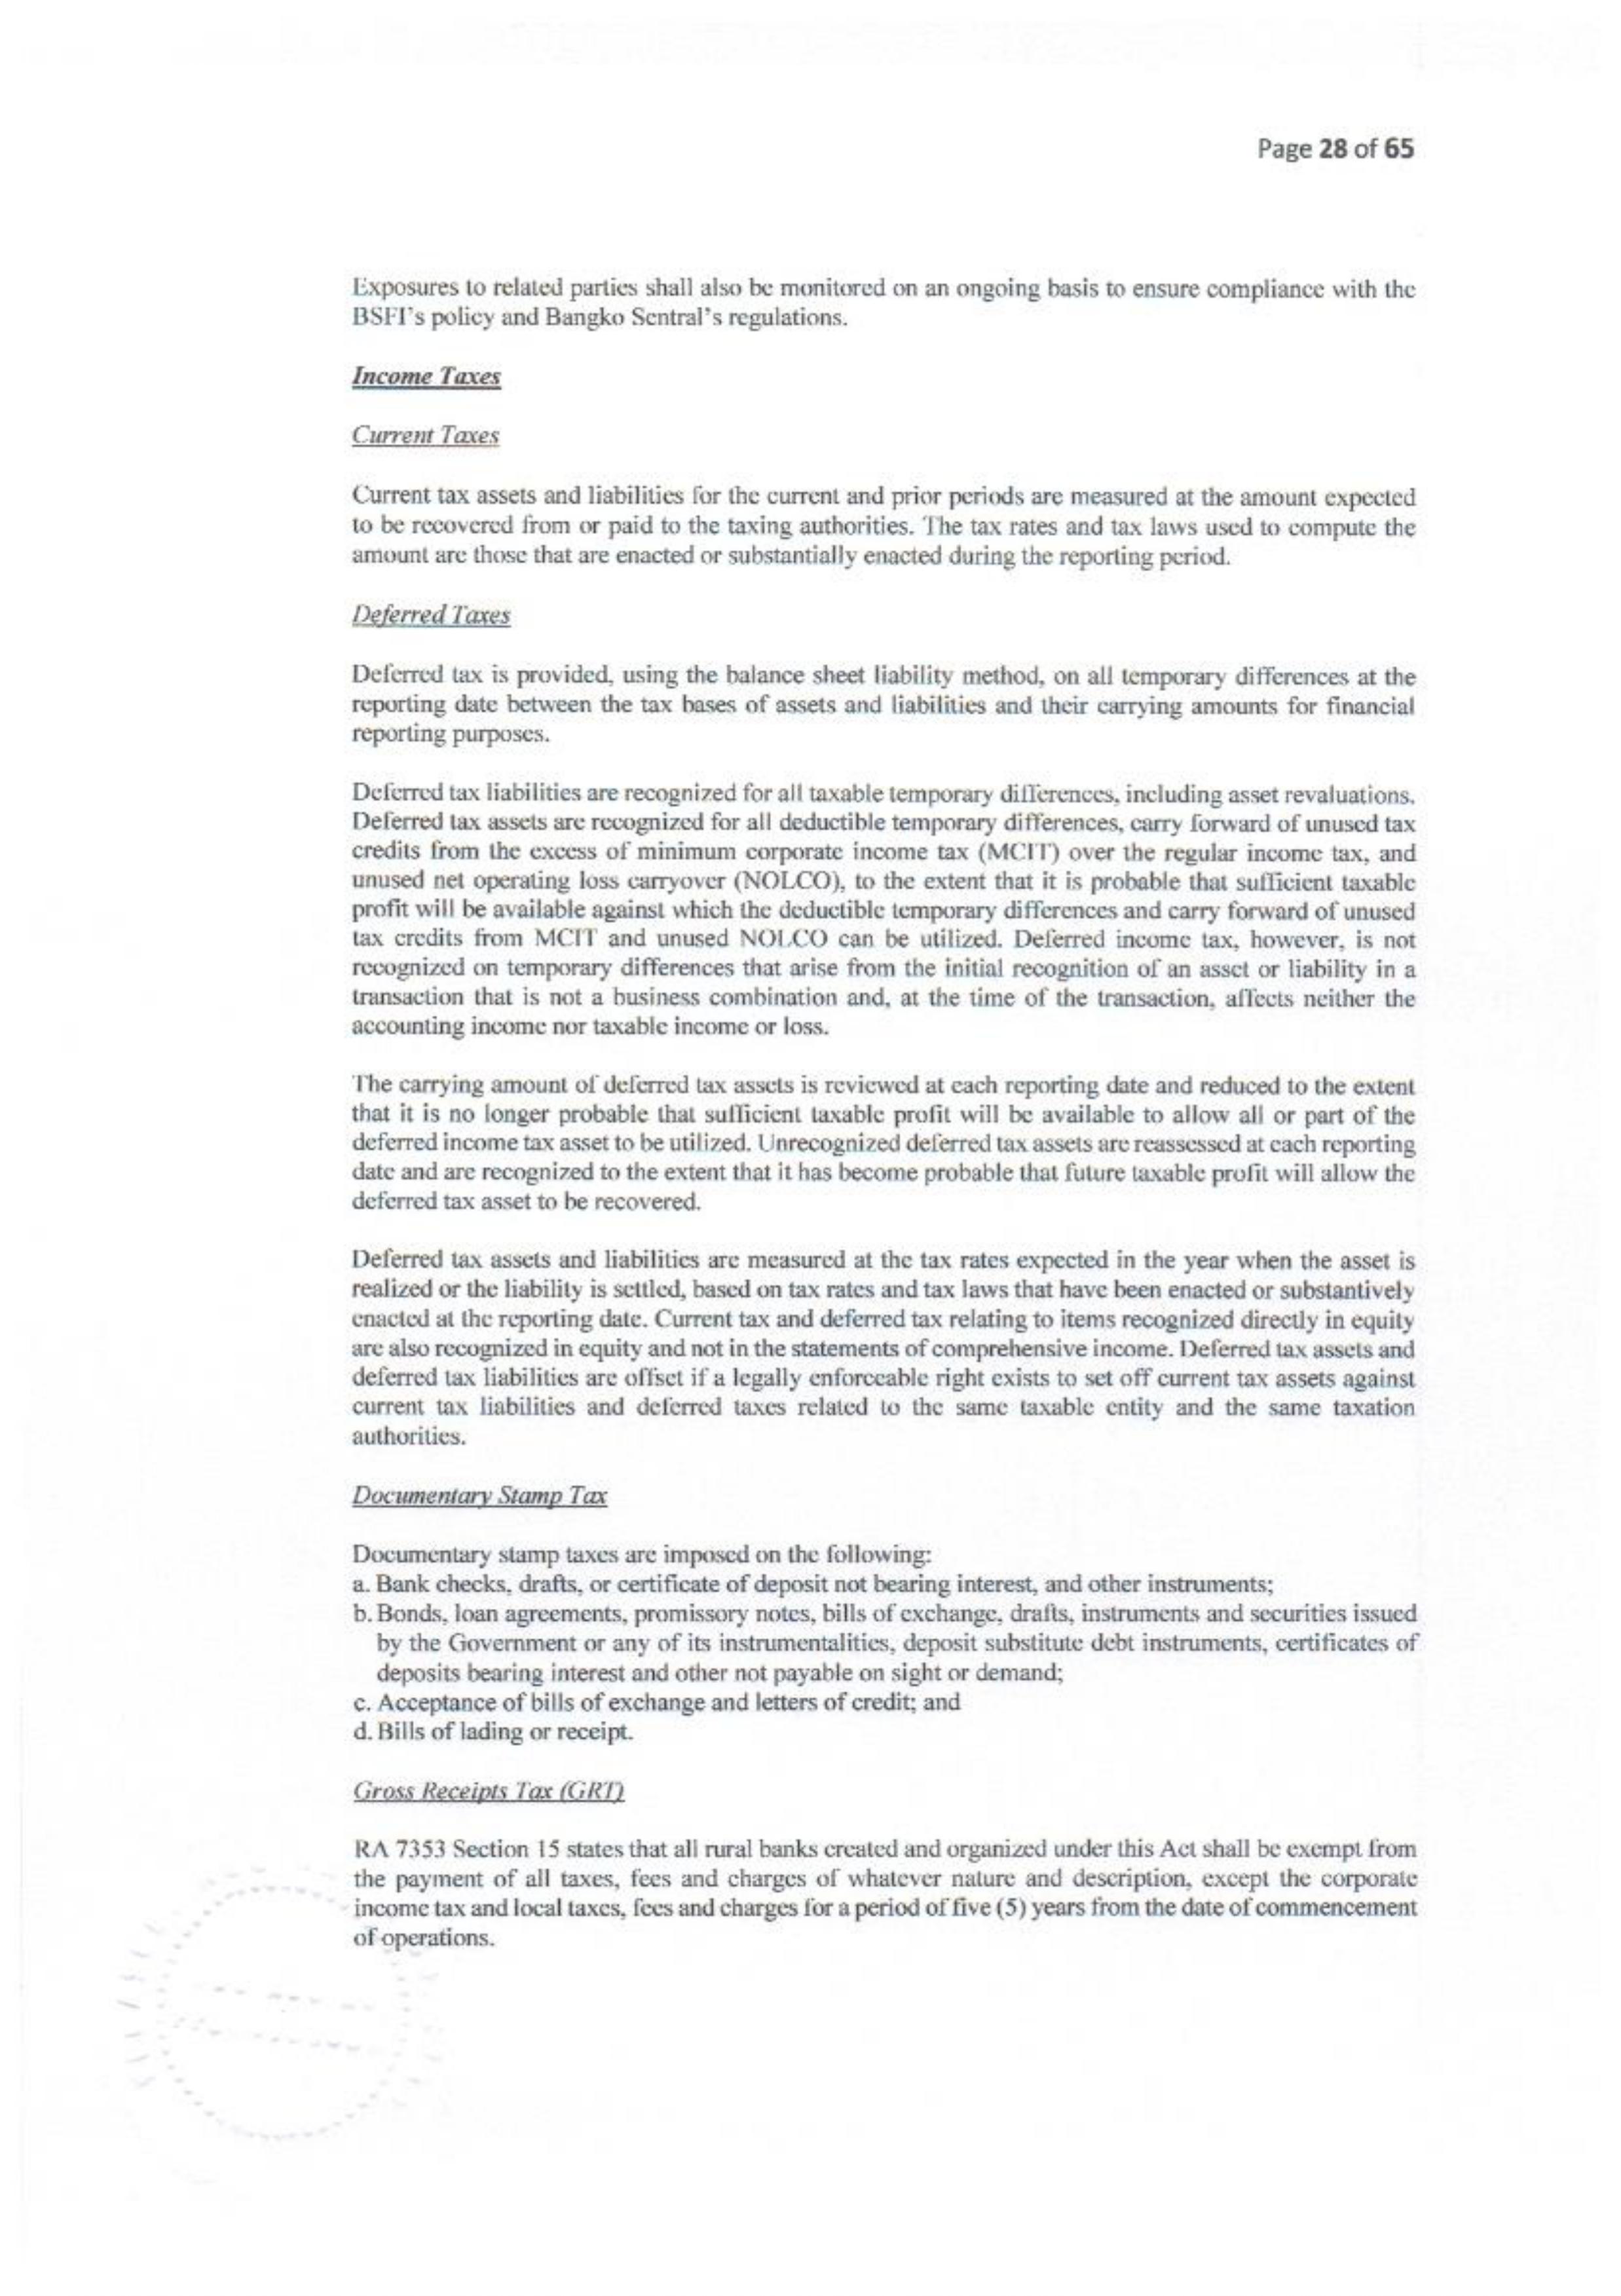 Page 28 of 65
Exposures to related parties shall also be monitored on an ongoing basis to ensure compliance with the
BSFI's policy and Bangko Sentral's regulations.
Income Taxes
Current Taxes
Current tax assets and liabilities for the current and prior periods are measured at the amount expected
to be recovered from or paid to the taxing authorities. The tax rates and tax laws used to compute the
amount are those that are enacted or substantially enacted during the reporting period.
Deferred Taxes
Deferred tax is provided, using the balance sheet liability method, on all temporary differences at the
reporting date between the tax bases of assets and liabilities and their carrying amounts for financial
reporting purposes.
Deferred tax liabilities are recognized for all taxable temporary differences, including asset revaluations.
Deferred tax assets are recognized for all deductible temporary differences, carry forward of unused tax
credits from the excess of minimum corporate income tax (MCIT) over the regular income tax, and
unused net operating loss carryover (NOLCO), to the extent that it is probable that sufficient taxable
profit will be available against which the deductible temporary differences and carry forward of unused
tax credits from MCIT and unused NOLCO can be utilized. Deferred income tax, however, is not
recognized on temporary differences that arise from the initial recognition of an asset or liability in a
transaction that is not a business combination and, at the time of the transaction, affects neither the
accounting income nor taxable income or loss.
The carrying amount of deferred tax assets is reviewed at each reporting date and reduced to the extent
that it is no longer probable that sufficient taxable profit will be available to allow all or part of the
deferred income tax asset to be utilized. Unrecognized deferred tax assets are reassessed at each reporting
date and are recognized to the extent that it has become probable that future taxable profit will allow the
deferred tax asset to be recovered.
Deferred tax assets and liabilities are measured at the tax rates expected in the year when the asset is
realized or the liability is settled, based on tax rates and tax laws that have been enacted or substantively
enacted at the reporting date. Current tax and deferred tax relating to items recognized directly in equity
are also recognized in equity and not in the statements of comprehensive income. Deferred tax assets and
deferred tax liabilities are offset if a legally enforceable right exists to set off current tax assets against
current tax liabilities and deferred taxes related to the same taxable entity and the same taxation
authorities.
Documentary Stamp Tax
Documentary stamp taxes are imposed on the following:
a. Bank checks, drafts, or certificate of deposit not bearing interest, and other instruments;
b. Bonds, loan agreements, promissory notes, bills of exchange, drafts, instruments and securities issued
by the Government or any of its instrumentalities, deposit substitute debt instruments, certificates of
deposits bearing interest and other not payable on sight or demand;
c. Acceptance of bills of exchange and letters of credit; and
d. Bills of lading or receipt.
Gross Receipts Tax (GRT)
RA 7353 Section 15 states that all rural banks created and organized under this Act shall be exempt from
the payment of all taxes, fees and charges of whatever nature and description, except the corporate
income tax and local taxes, fees and charges for a period of five (5) years from the date of commencement
of operations.